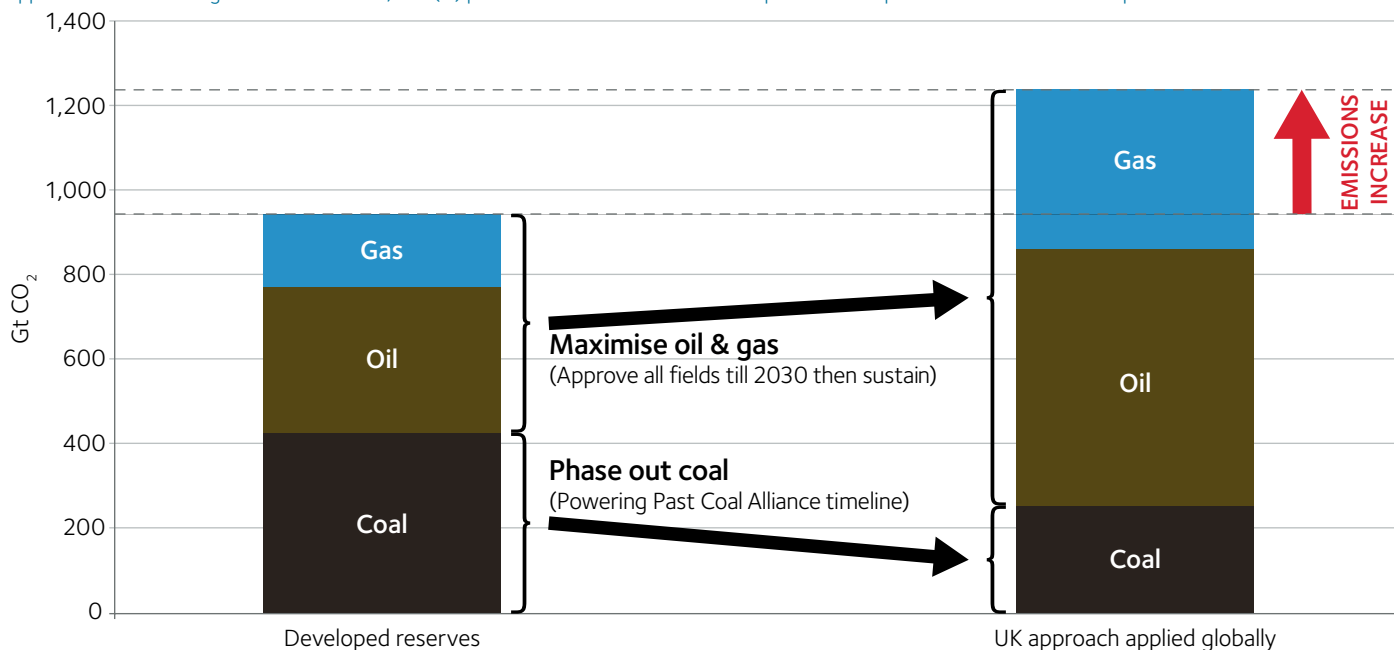 1,400
1,200
1,000
800
600
400
200
0
Gt CO₂
Gas
Oil
Coal
Maximise oil & gas
(Approve all fields till 2030 then sustain)
Phase out coal
(Powering Past Coal Alliance timeline)
Gas
Oil
Coal
EMISSIONS
INCREASE
Developed reserves
UK approach applied globally